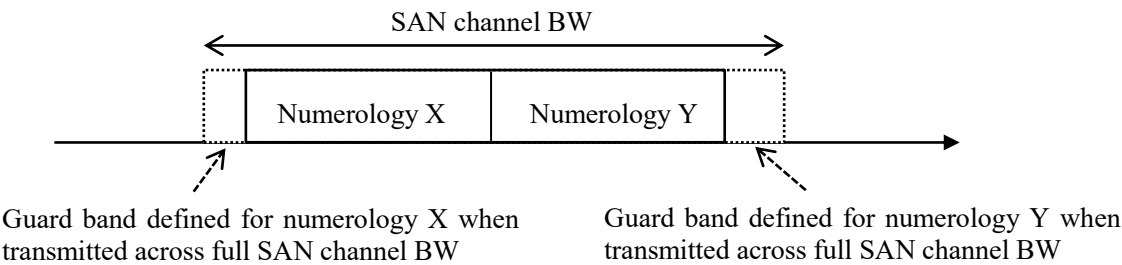 SAN channel BW
Numerology X
Numerology Y
Guard band defined for numerology X when
transmitted across full SAN channel BW
Guard band defined for numerology Y when
transmitted across full SAN channel BW